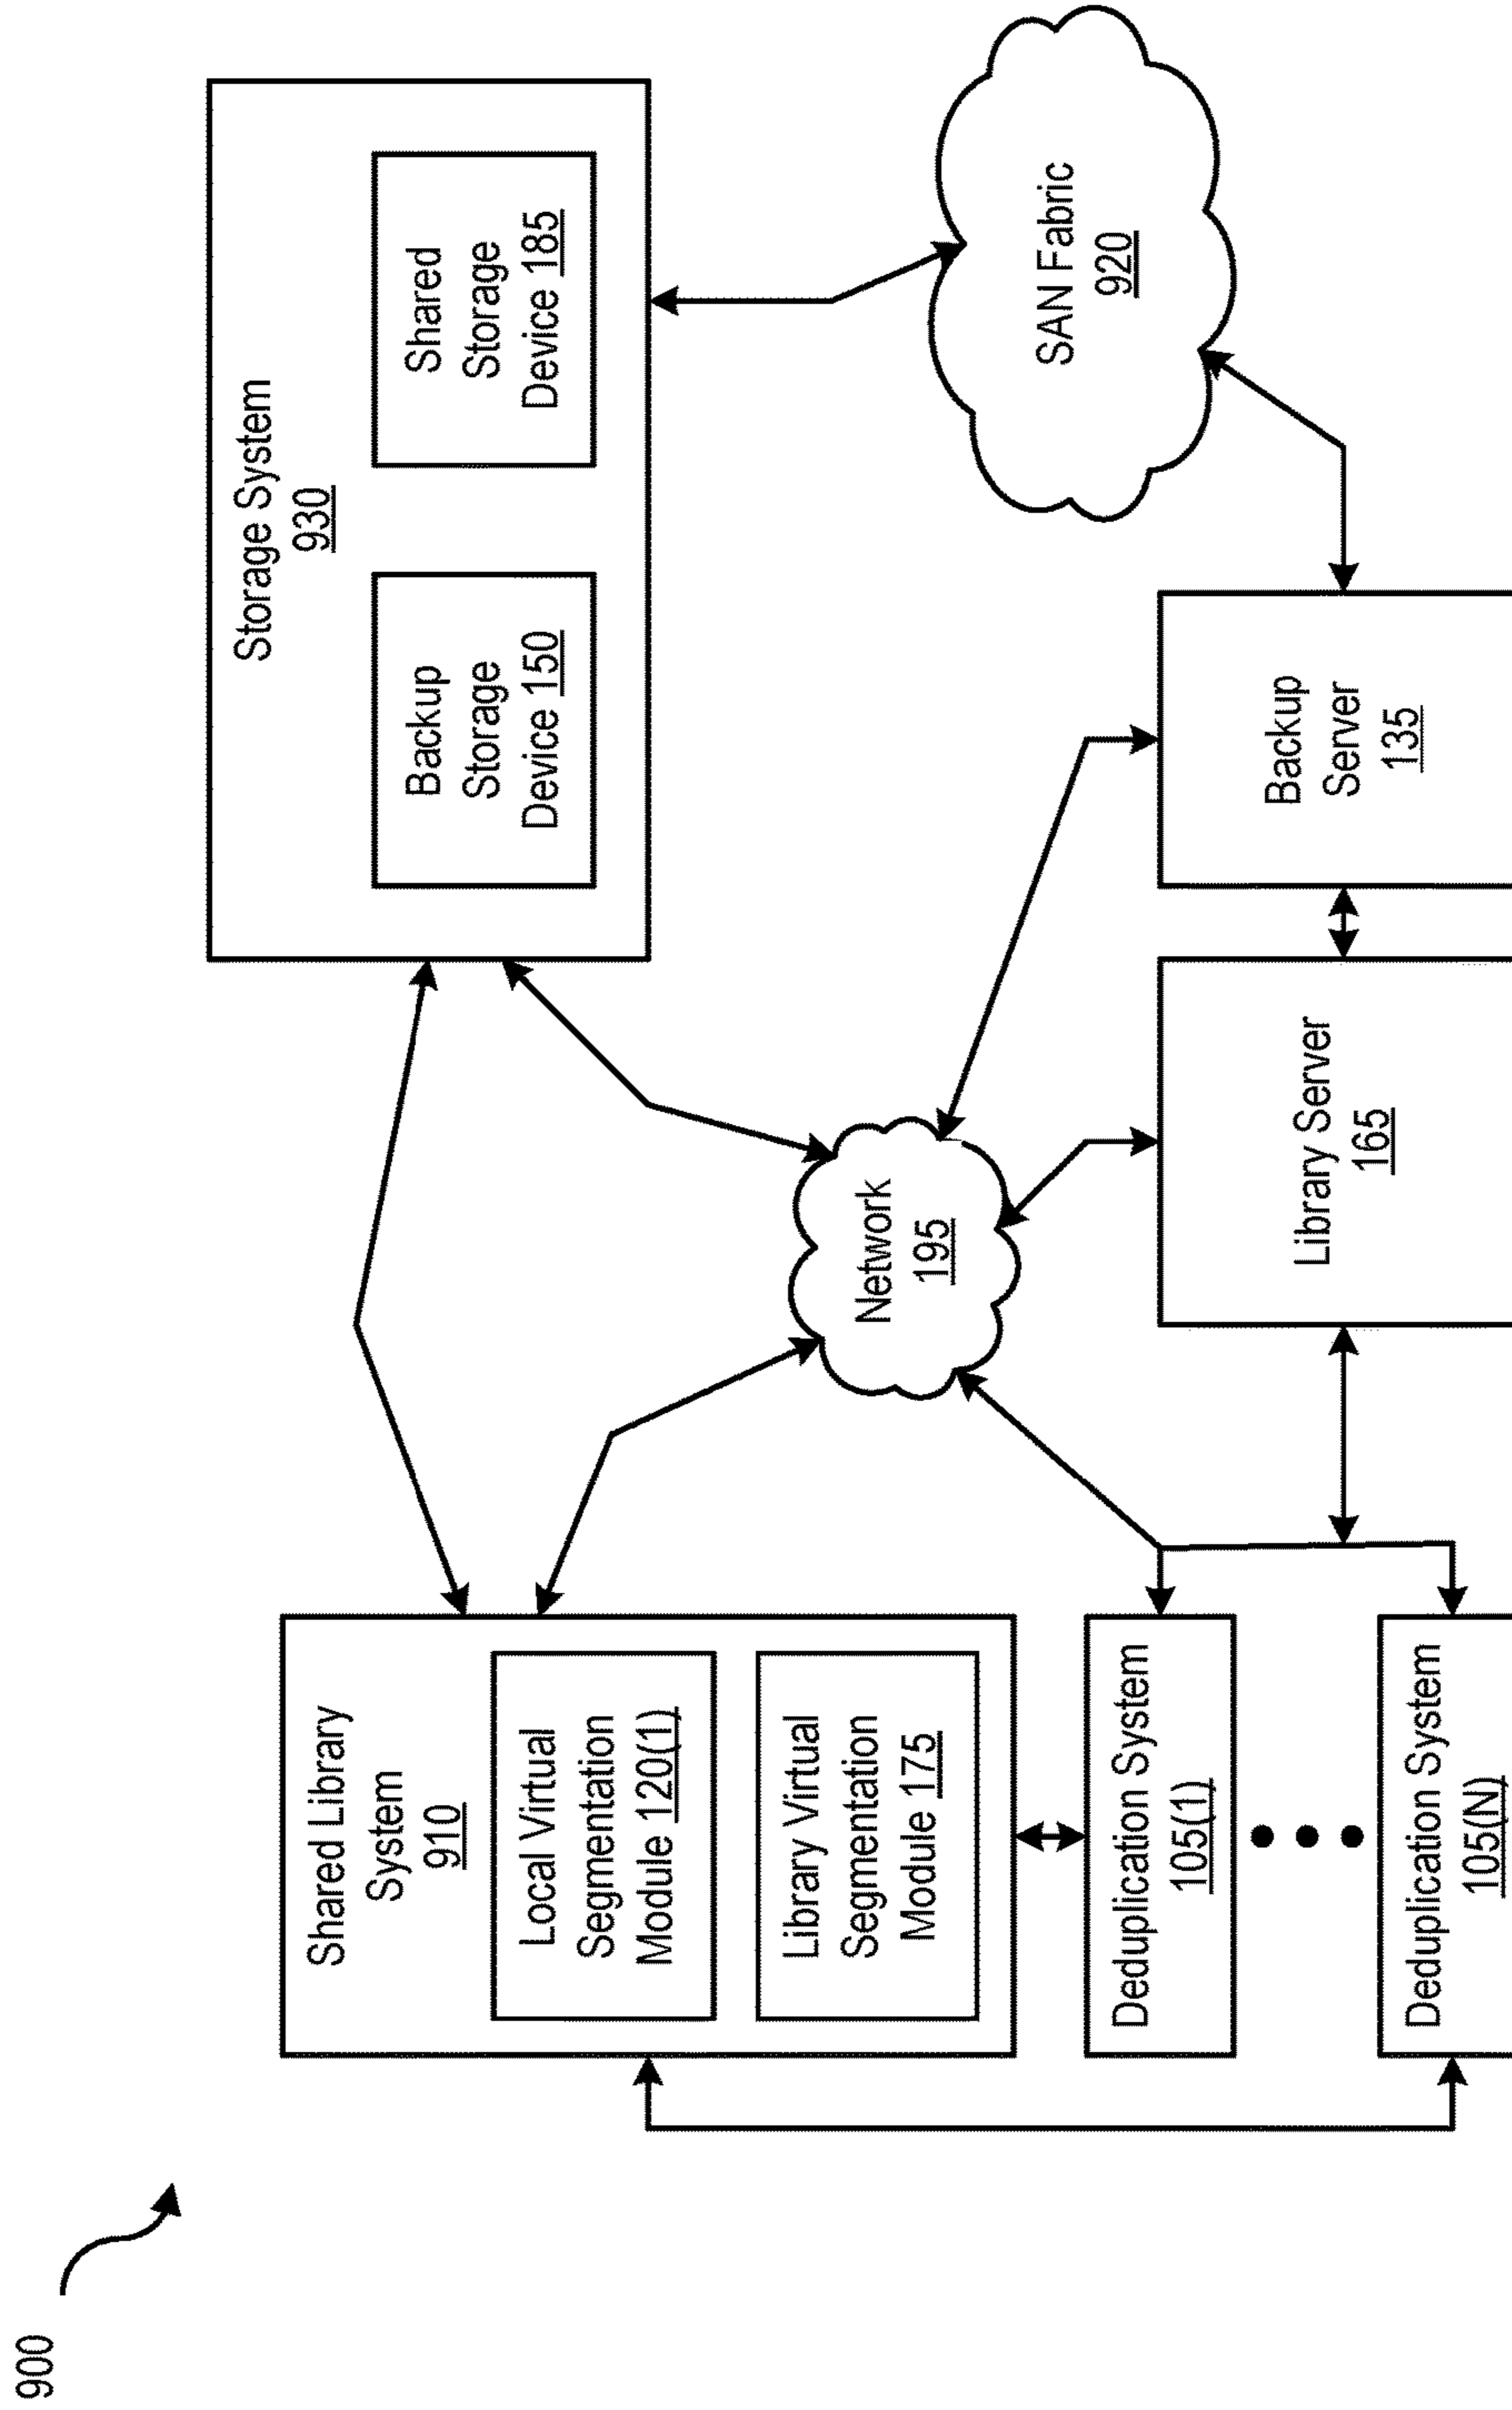 900
Shared Library
System
910
Local Virtual
Segmentation
Module 120(1)
Library Virtual
Segmentation
Module 175
Deduplication System
105(1)
Deduplication System
105(N)
Network
195
Storage System
930
Backup
Storage
Device 150
Shared
Storage
Device 185
Library Server
165
Backup
Server
135
SAN Fabric
920